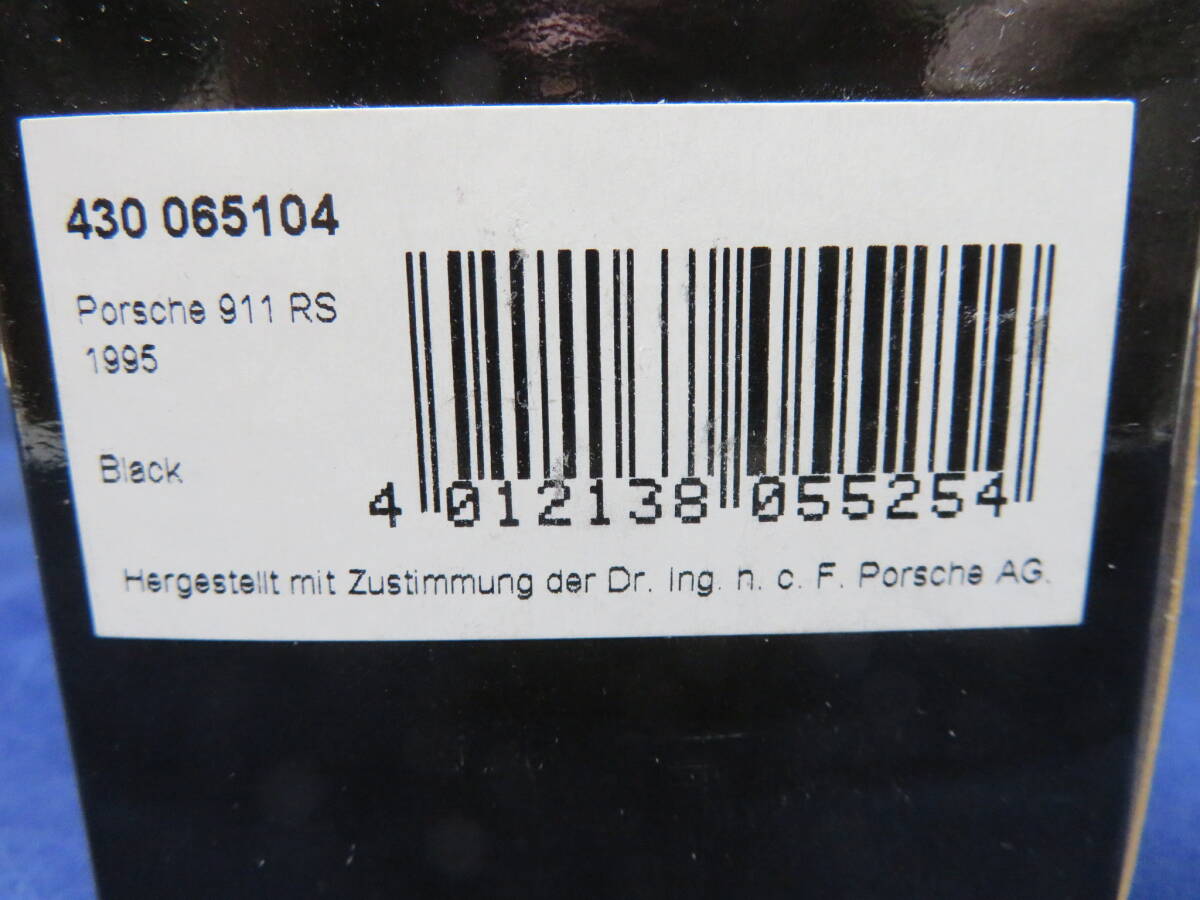 430 065104
Porsche 911 RS
1995
Black
4 012138 055254
Hergestellt mit Zustimmung der Dr. Ing. h. c. F. Porsche AG.